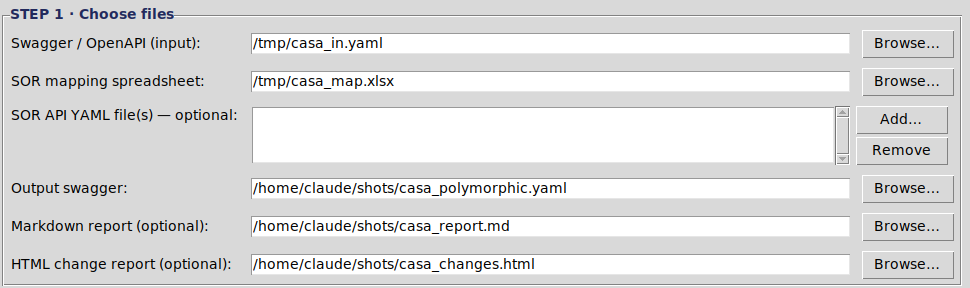 STEP 1 · Choose files
Swagger / OpenAPI (input): /tmp/casa_in.yaml Browse...
SOR mapping spreadsheet: /tmp/casa_map.xlsx Browse...
SOR API YAML file(s) — optional: Add...
Remove
Output swagger: /home/claude/shots/casa_polymorphic.yaml Browse...
Markdown report (optional): /home/claude/shots/casa_report.md Browse...
HTML change report (optional): /home/claude/shots/casa_changes.html Browse...